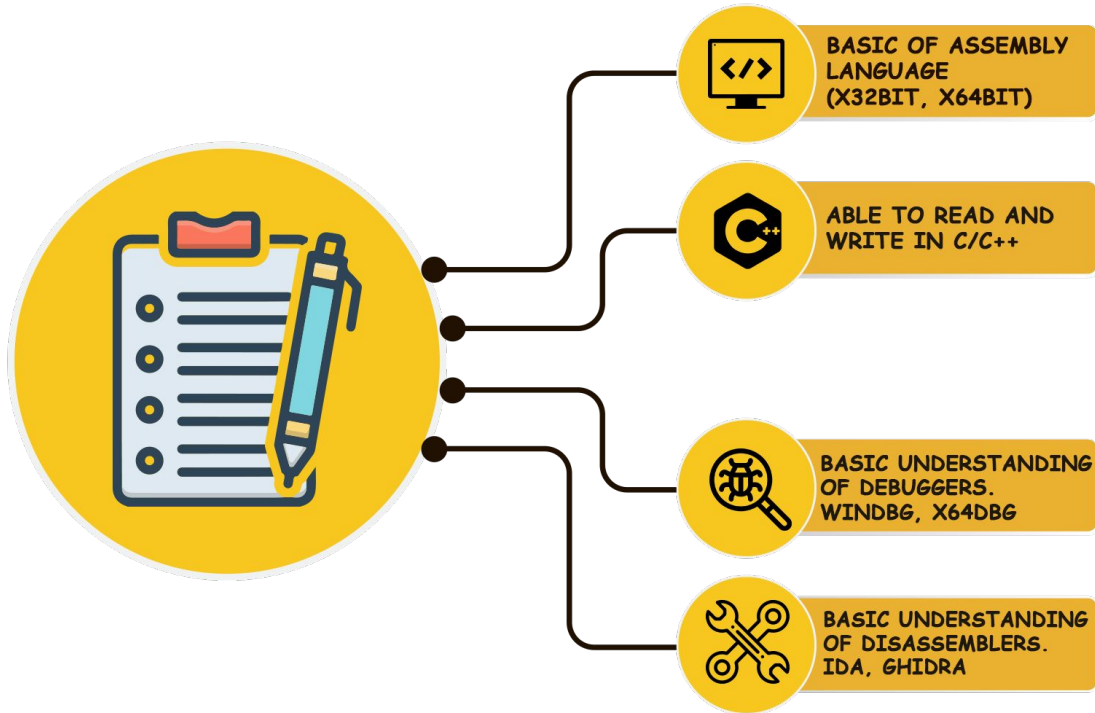 </>
BASIC OF ASSEMBLY
LANGUAGE
(X32BIT, X64BIT)
C++
ABLE TO READ AND
WRITE IN C/C++
BASIC UNDERSTANDING
OF DEBUGGERS.
WINDBG, X64DBG
BASIC UNDERSTANDING
OF DISASSEMBLERS.
IDA, GHIDRA